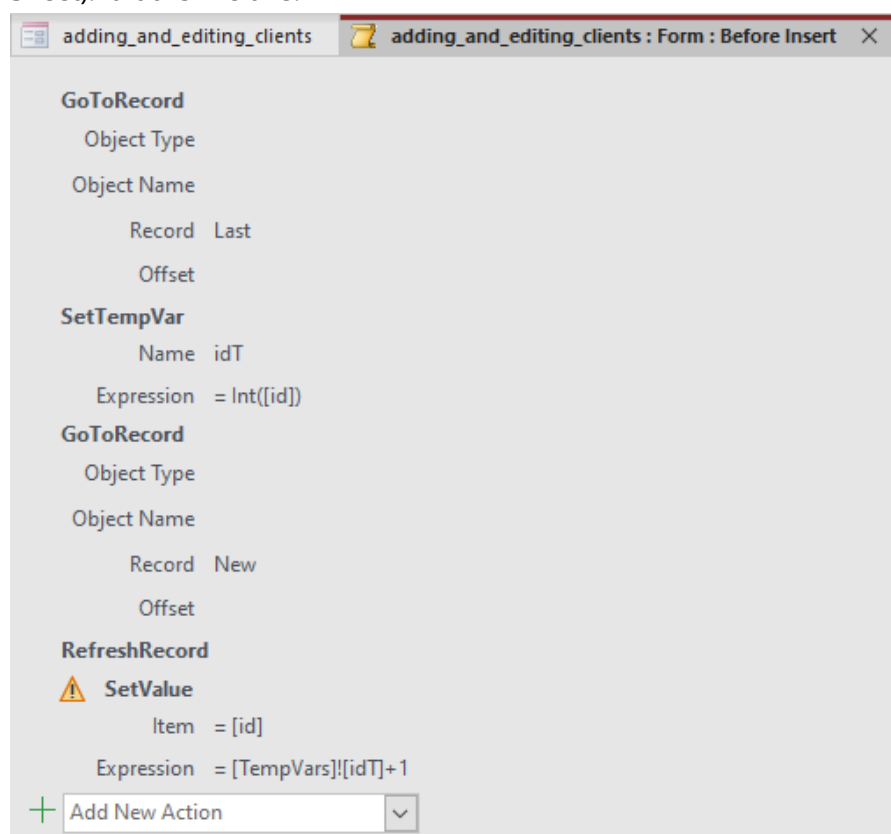 adding_and_editing_clients adding_and_editing_clients : Form : Before Insert
GoToRecord
Object Type
Object Name
Record Last
Offset
SetTempVar
Name idT
Expression = Int([id])
GoToRecord
Object Type
Object Name
Record New
Offset
RefreshRecord
SetValue
Item = [id]
Expression = [TempVars]![idT]+1
Add New Action